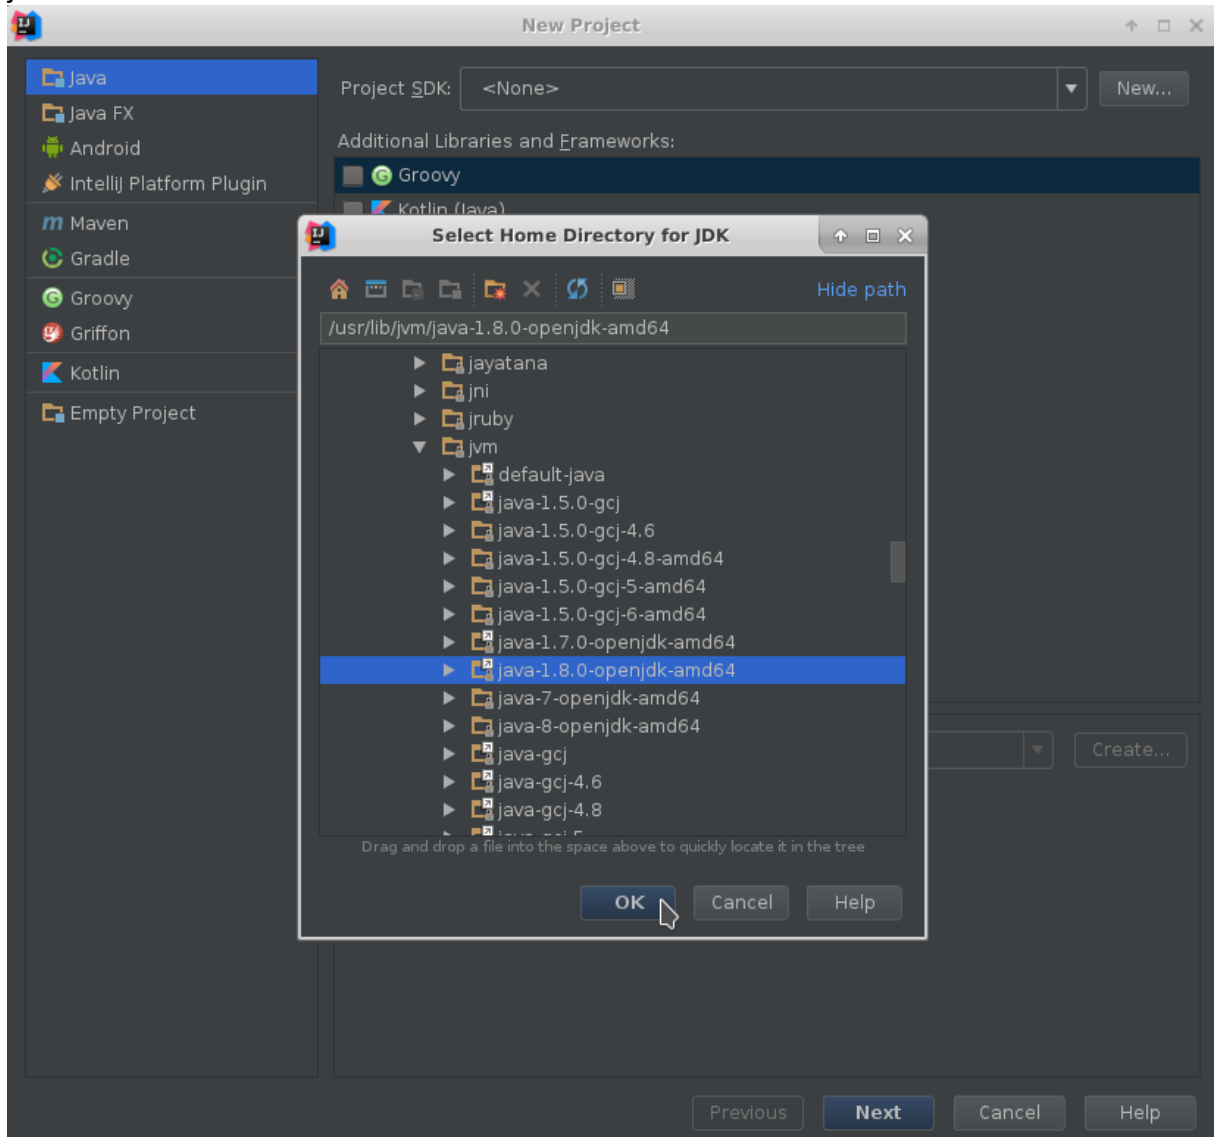 New Project
Java
Java FX
Android
IntelliJ Platform Plugin
Maven
Gradle
Groovy
Griffon
Kotlin
Empty Project
Project SDK: <None> New...
Additional Libraries and Frameworks:
Groovy
Kotlin (Java)
Select Home Directory for JDK
Hide path
/usr/lib/jvm/java-1.8.0-openjdk-amd64
jayatana
jni
jruby
jvm
default-java
java-1.5.0-gcj
java-1.5.0-gcj-4.6
java-1.5.0-gcj-4.8-amd64
java-1.5.0-gcj-5-amd64
java-1.5.0-gcj-6-amd64
java-1.7.0-openjdk-amd64
java-1.8.0-openjdk-amd64
java-7-openjdk-amd64
java-8-openjdk-amd64
java-gcj
java-gcj-4.6
java-gcj-4.8
java-gcj-5
Drag and drop a file into the space above to quickly locate it in the tree
OK Cancel Help
Create...
Previous Next Cancel Help